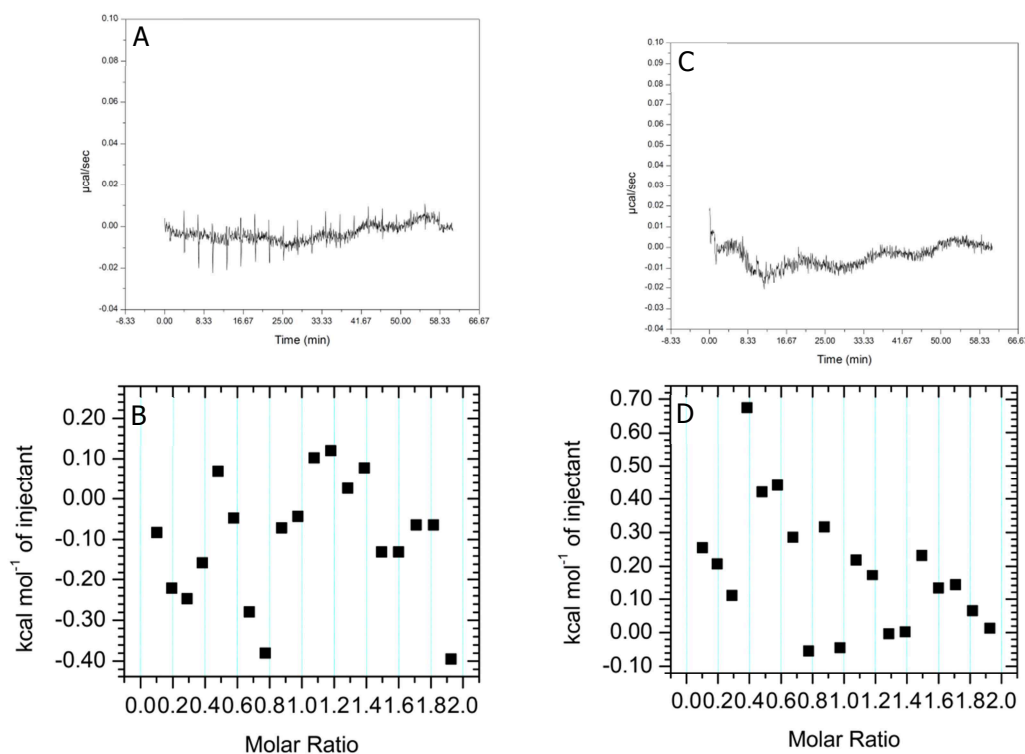 A
0.10
0.08
0.06
0.04
0.02
0.00
-0.02
-0.04
µcal/sec
-8.33 0.00 8.33 16.67 25.00 33.33 41.67 50.00 58.33 66.67
Time (min)
C
0.10
0.09
0.08
0.07
0.06
0.05
0.04
0.03
0.02
0.01
0.00
-0.01
-0.02
-0.03
-0.04
µcal/sec
-8.33 0.00 8.33 16.67 25.00 33.33 41.67 50.00 58.33 66.67
Time (min)
B
0.20
0.10
0.00
-0.10
-0.20
-0.30
-0.40
kcal mol⁻¹ of injectant
0.00.20.40.60.81.01.21.41.61.82.0
Molar Ratio
D
0.70
0.60
0.50
0.40
0.30
0.20
0.10
0.00
-0.10
kcal mol⁻¹ of injectant
0.00.20.40.60.81.01.21.41.61.82.0
Molar Ratio